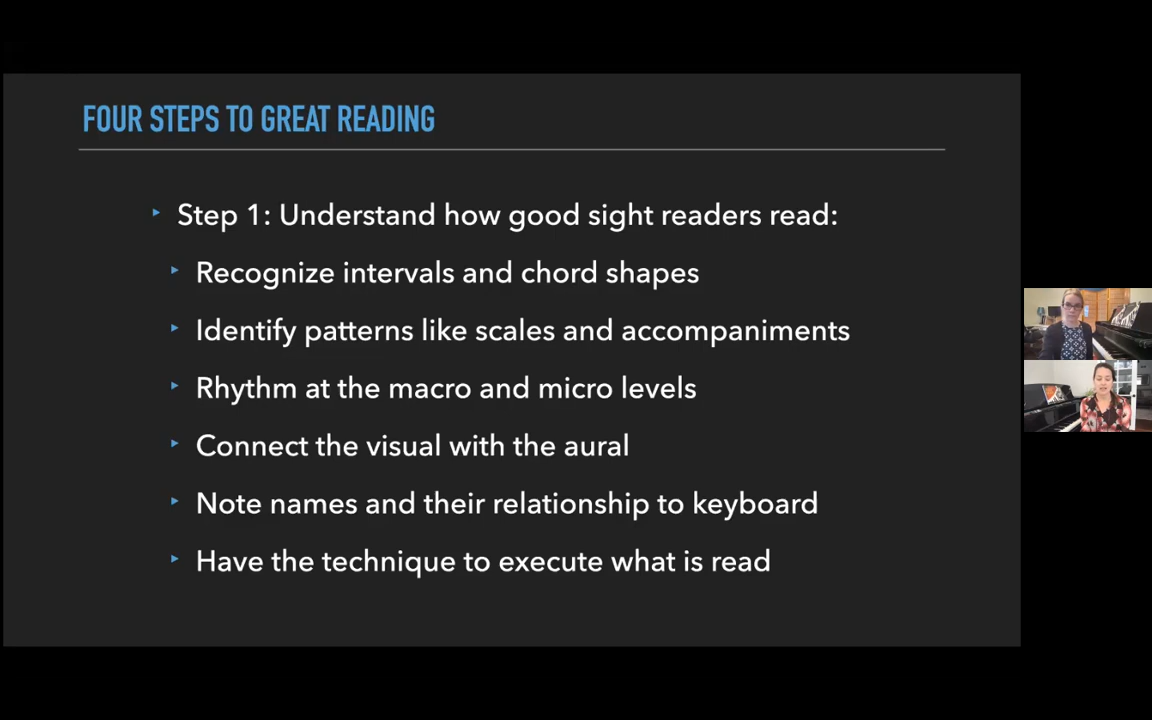 FOUR STEPS TO GREAT READING
Step 1: Understand how good sight readers read:
Recognize intervals and chord shapes
Identify patterns like scales and accompaniments
Rhythm at the macro and micro levels
Connect the visual with the aural
Note names and their relationship to keyboard
Have the technique to execute what is read